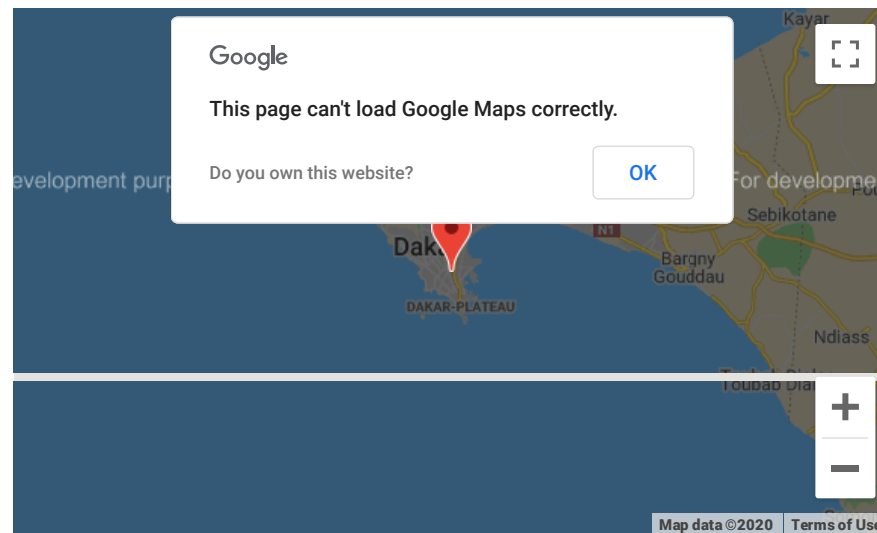 Kayar
Google
This page can't load Google Maps correctly.
Do you own this website?
OK
evelopment purp
For developme
Sebikotane
N1
Dak
Bargny
Gouddau
DAKAR-PLATEAU
Ndiass
Toubab Dial
Map data ©2020
Terms of Use